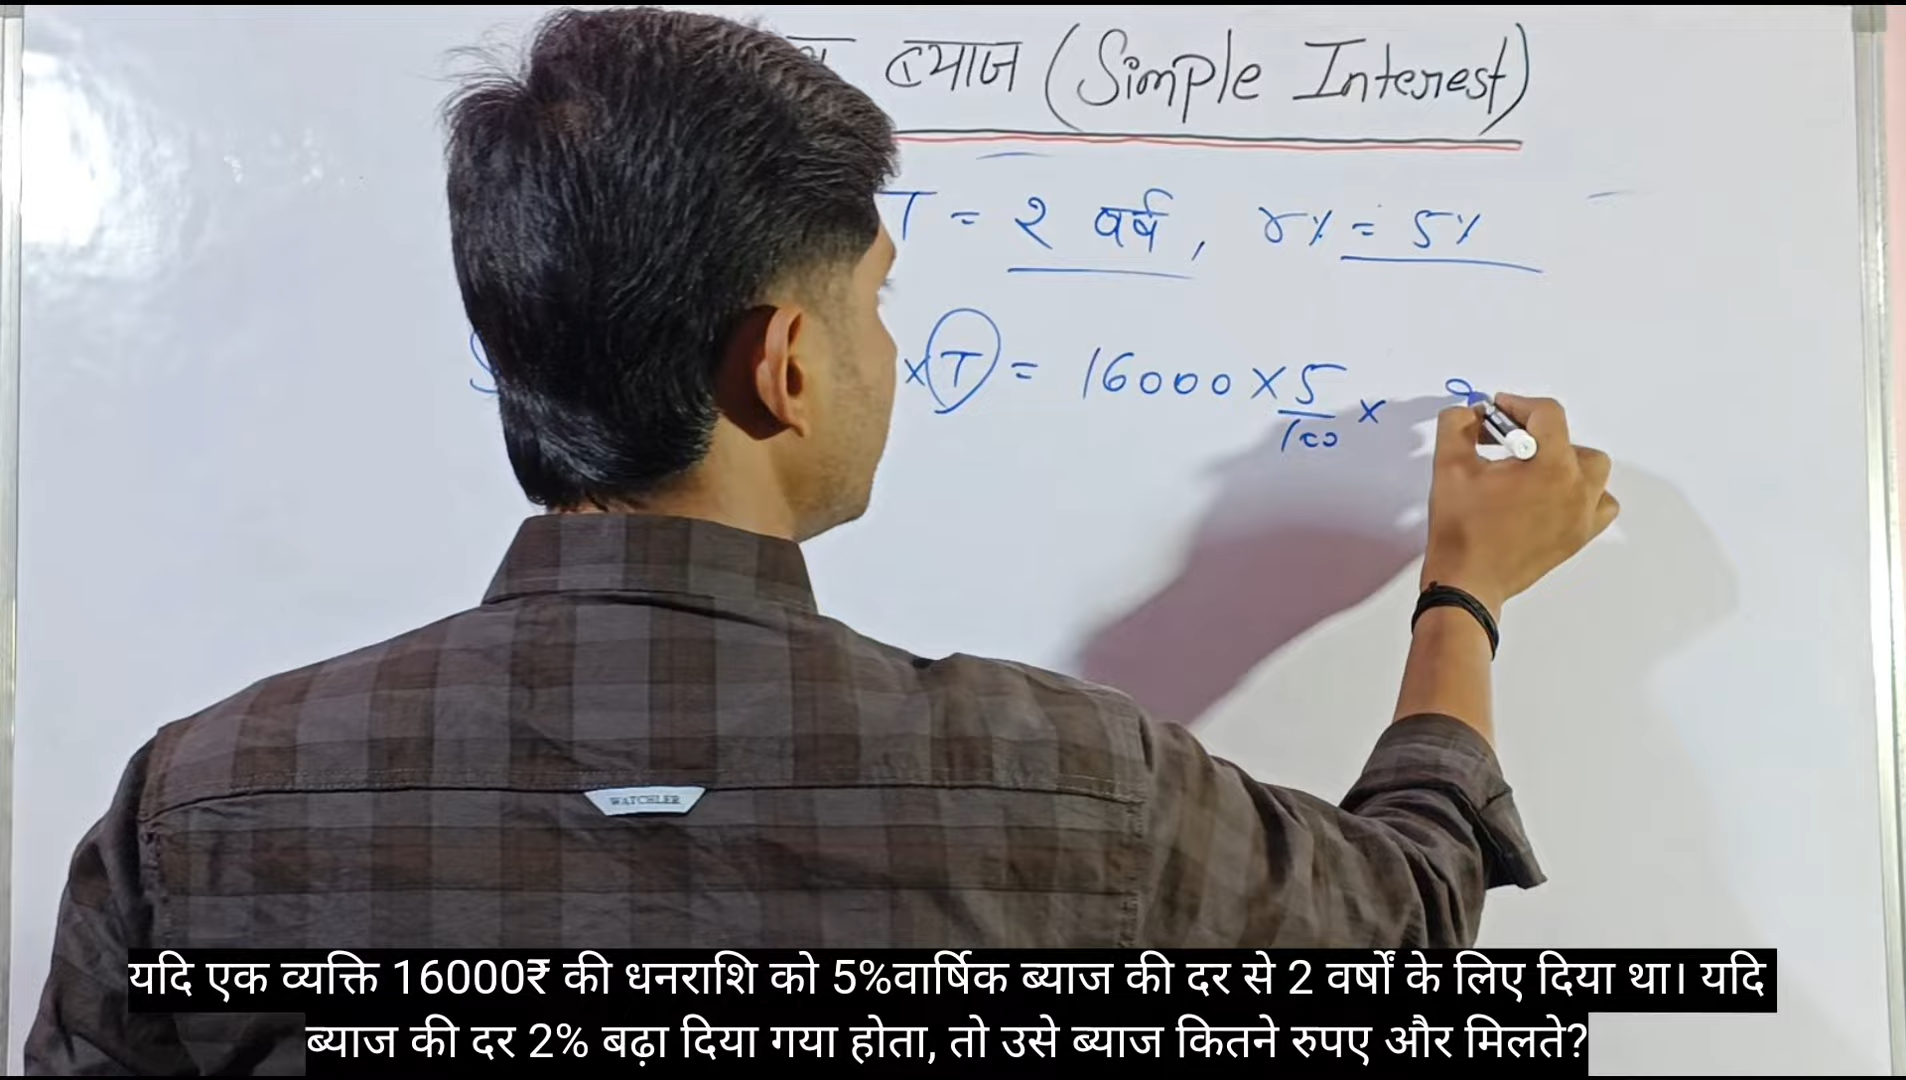 ब्याज (Simple Interest)
T = २ वर्ष, r% = 5%
×T = 16000 × 5/100 × २
WATCHLER
यदि एक व्यक्ति 16000₹ की धनराशि को 5%वार्षिक ब्याज की दर से 2 वर्षों के लिए दिया था। यदि
ब्याज की दर 2% बढ़ा दिया गया होता, तो उसे ब्याज कितने रुपए और मिलते?